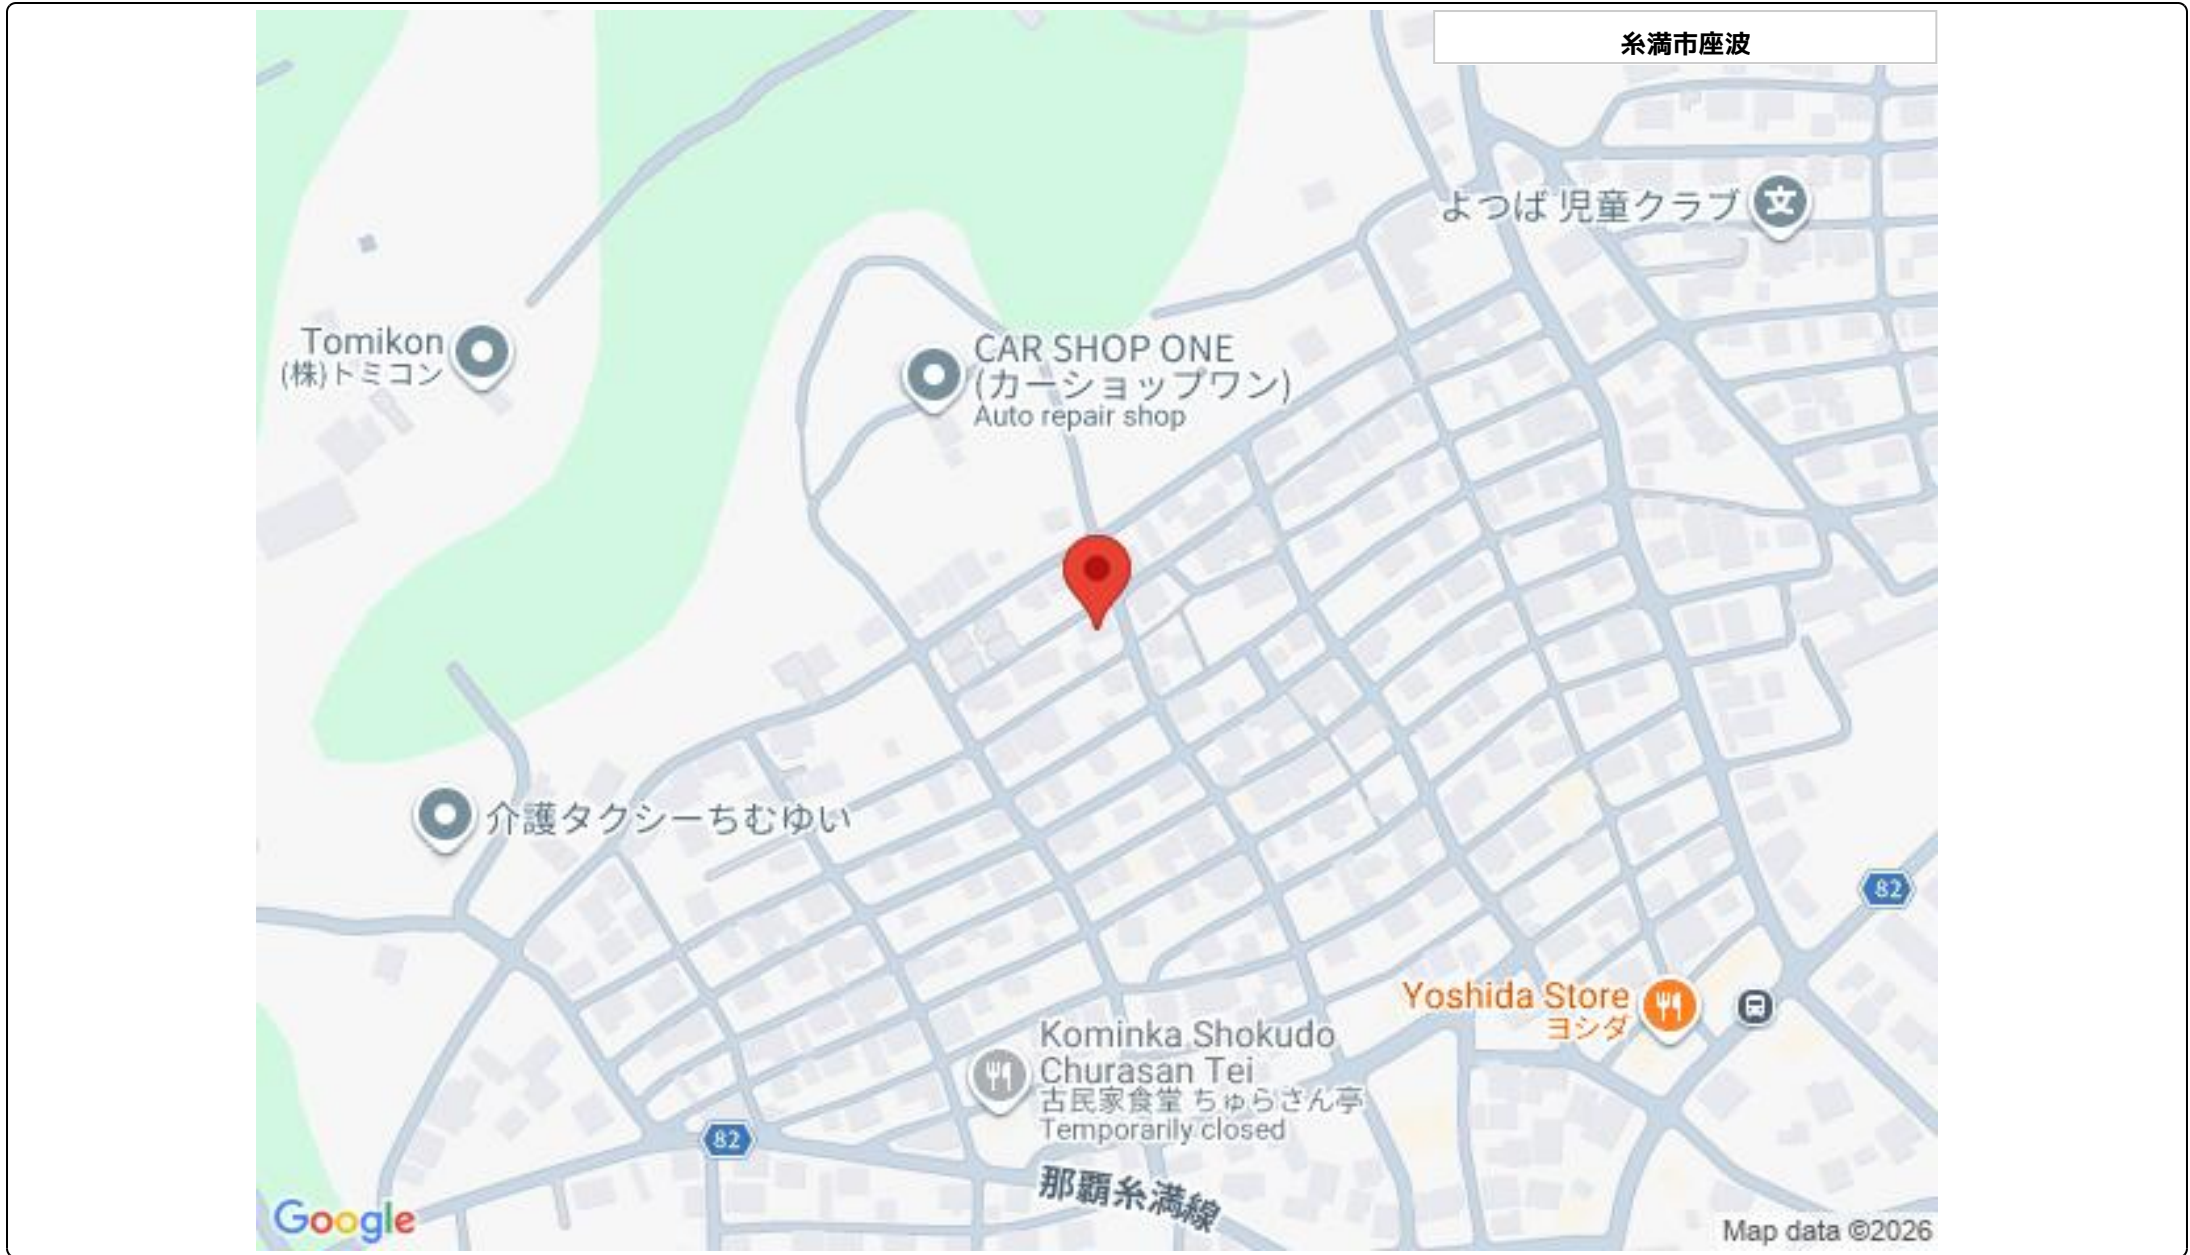 糸満市座波
よつば 児童クラブ
文
Tomikon
(株)トミコン
CAR SHOP ONE
(カーショップワン)
Auto repair shop
介護タクシーちむゆい
82
Yoshida Store
ヨシダ
Kominka Shokudo
Churasan Tei
古民家食堂 ちゅらさん亭
Temporarily closed
82
那覇糸満線
Google
Map data ©2026